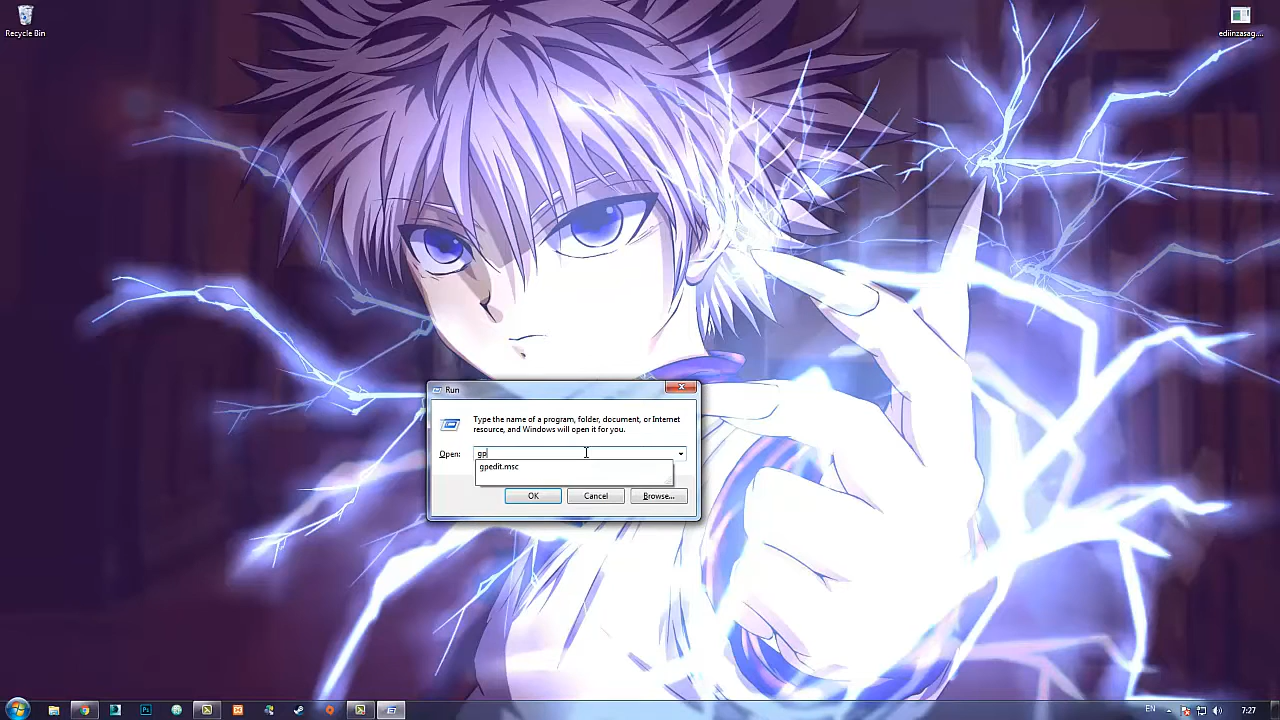 Recycle Bin
ediinzasag....
Run
Type the name of a program, folder, document, or Internet
resource, and Windows will open it for you.
Open:
gp
gpedit.msc
OK
Cancel
Browse...
EN
7:27